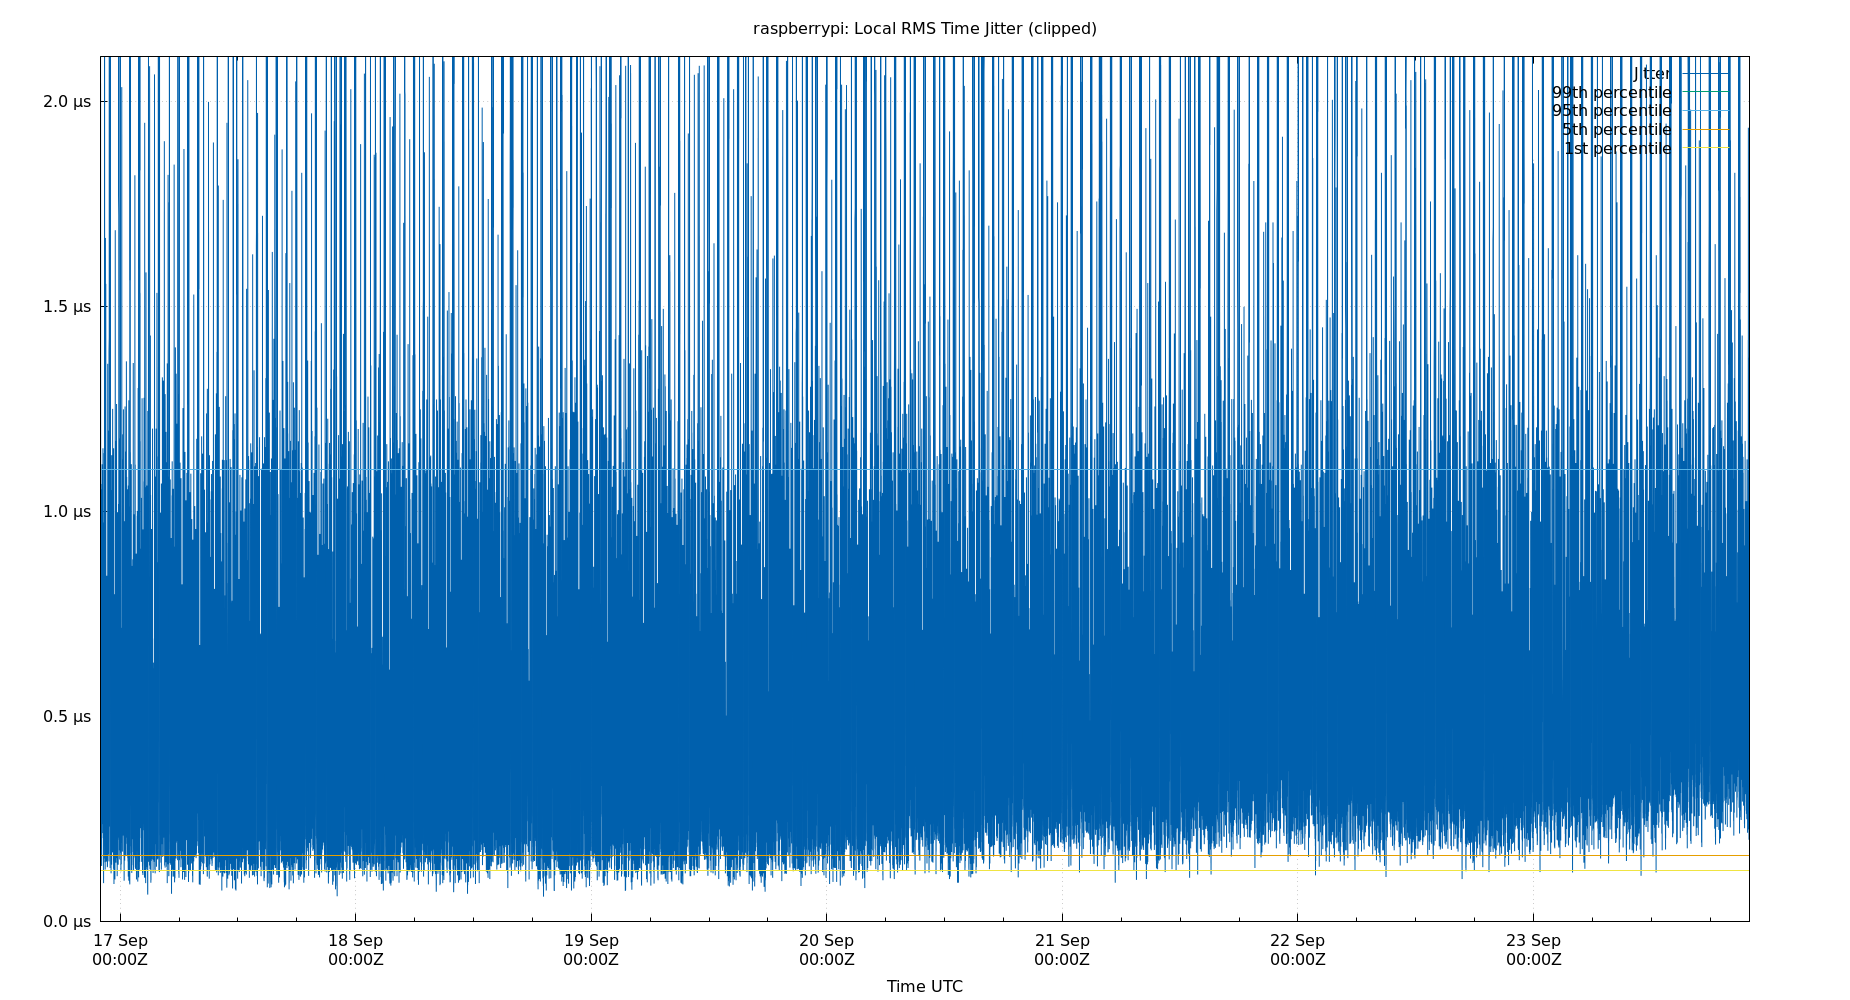 raspberrypi: Local RMS Time Jitter (clipped)
Jitter
99th percentile
95th percentile
5th percentile
1st percentile
2.0 µs
1.5 µs
1.0 µs
0.5 µs
0.0 µs
17 Sep 18 Sep 19 Sep 20 Sep 21 Sep 22 Sep 23 Sep
00:00Z 00:00Z 00:00Z 00:00Z 00:00Z 00:00Z 00:00Z
Time UTC